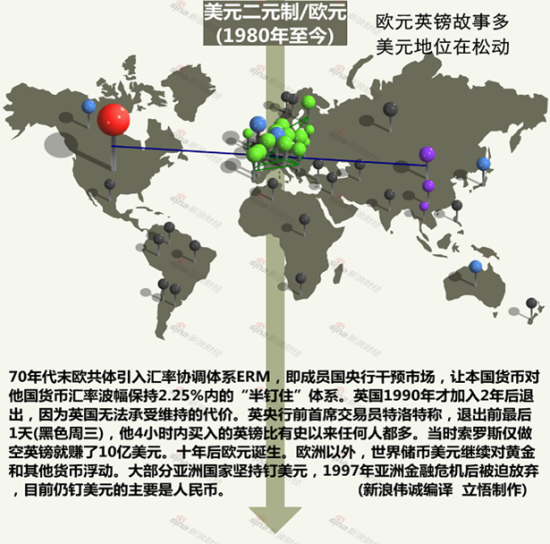 美元二元制/欧元
(1980年至今)
欧元英镑故事多
美元地位在松动
70年代末欧共体引入汇率协调体系ERM，即成员国央行干预市场，让本国货币对
他国货币汇率波幅保持2.25%内的“半钉住”体系。英国1990年才加入2年后退
出，因为英国无法承受维持的代价。英央行前首席交易员特洛特称，退出前最后
1天(黑色周三)，他4小时内买入的英镑比有史以来任何人都多。当时索罗斯仅做
空英镑就赚了10亿美元。十年后欧元诞生。欧洲以外，世界储币美元继续对黄金
和其他货币浮动。大部分亚洲国家坚持钉美元，1997年亚洲金融危机后被迫放弃
，目前仍钉美元的主要是人民币。 (新浪伟诚编译 立悟制作)
sina 新浪财经